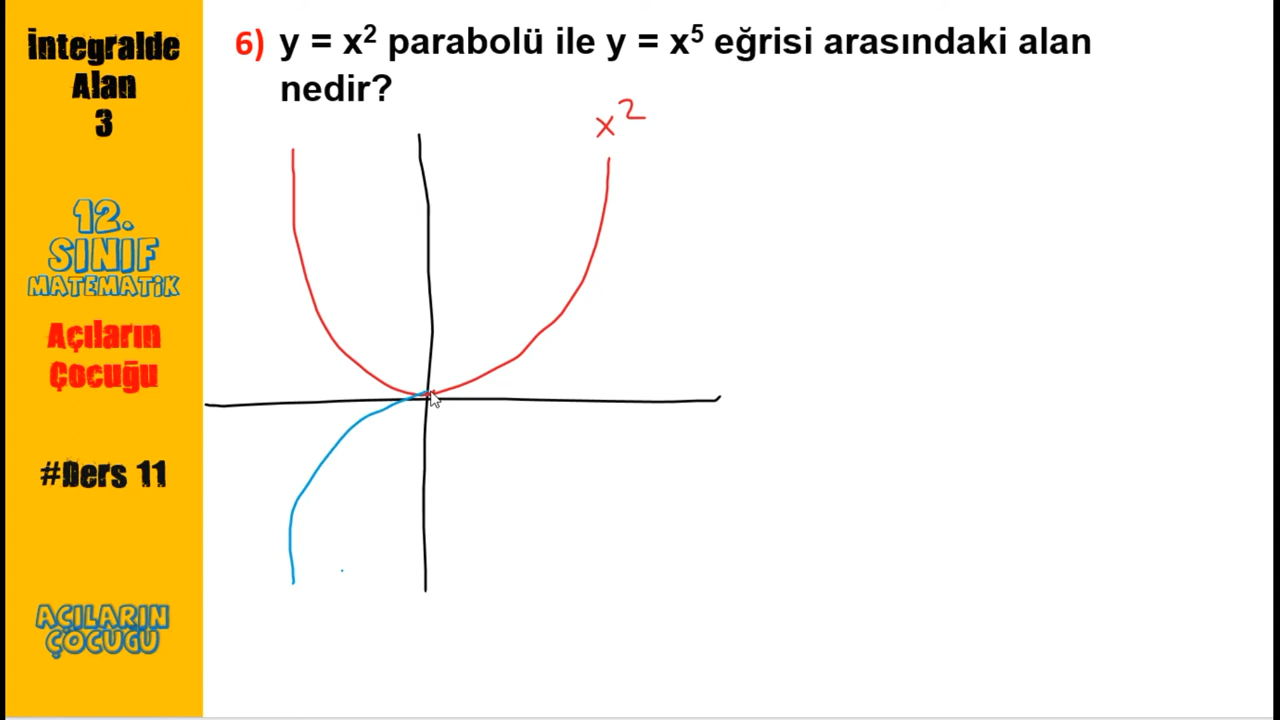 İntegralde
Alan
3
12.
SINIF
MATEMATİK
Açıların
Çocuğu
#Ders 11
AÇILARIN
ÇOCUĞU
6) y = x² parabolü ile y = x⁵ eğrisi arasındaki alan
nedir?
x²